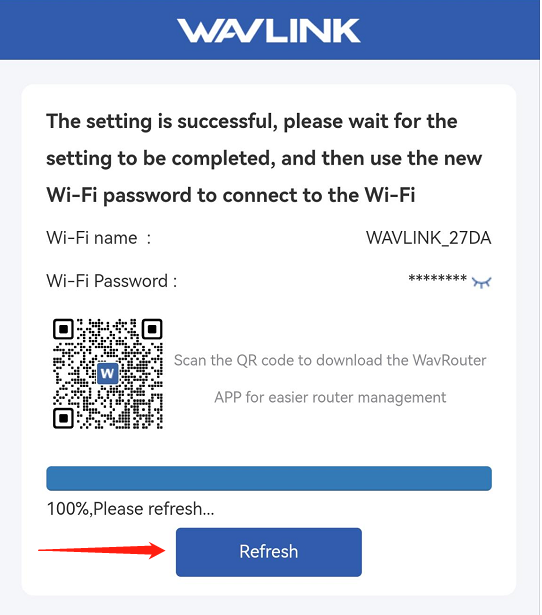 WAVLINK
The setting is successful, please wait for the
setting to be completed, and then use the new
Wi-Fi password to connect to the Wi-Fi
Wi-Fi name :
WAVLINK_27DA
Wi-Fi Password :
********
W
Scan the QR code to download the WavRouter
APP for easier router management
100%,Please refresh...
Refresh